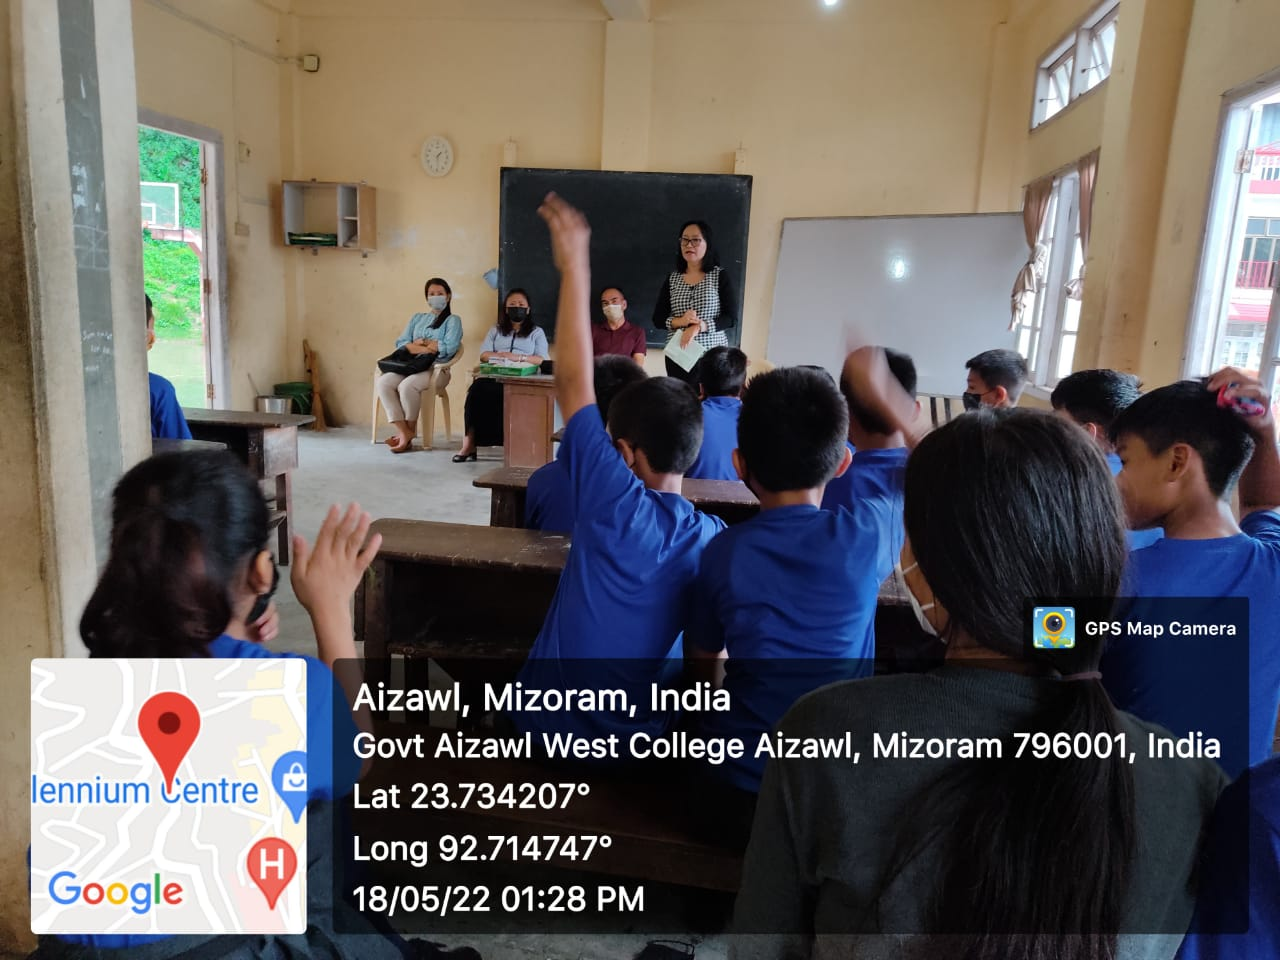 GPS Map Camera
Aizawl, Mizoram, India
Govt Aizawl West College Aizawl, Mizoram 796001, India
Lat 23.734207°
Long 92.714747°
18/05/22 01:28 PM
lennium Centre
H
Google